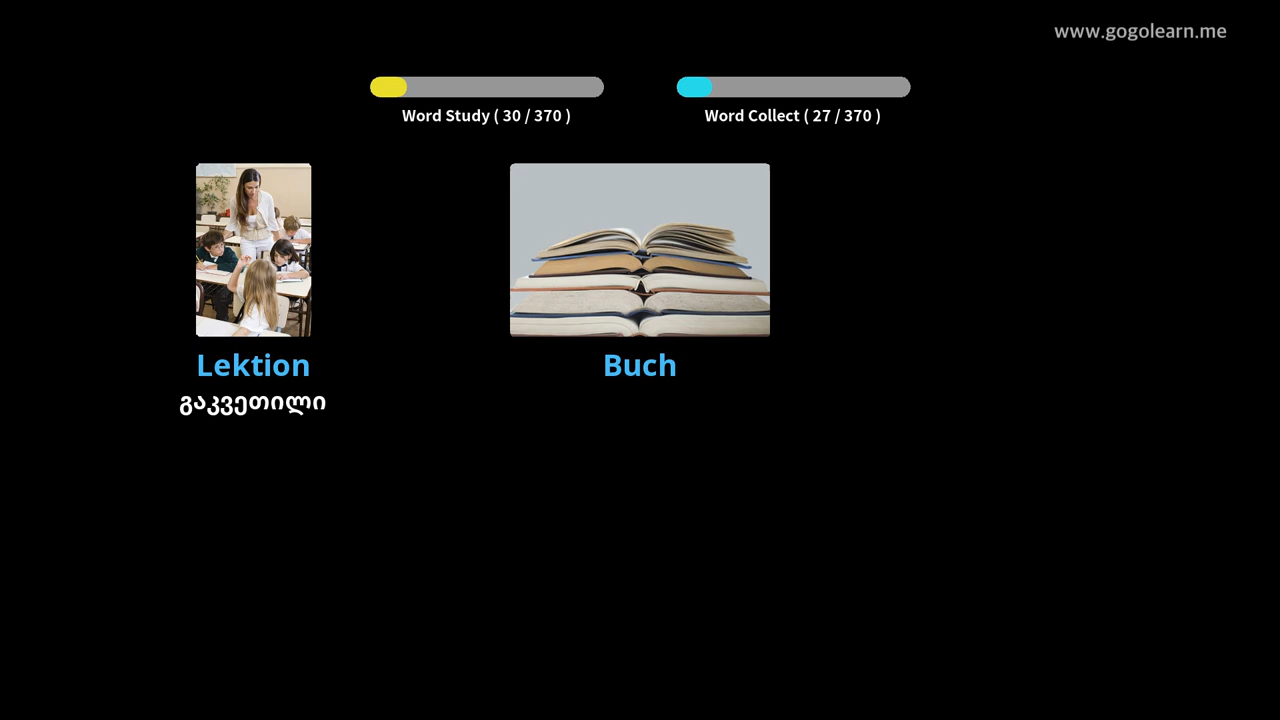 www.gogolearn.me
Word Study ( 30 / 370 )
Word Collect ( 27 / 370 )
Lektion
გაკვეთილი
Buch